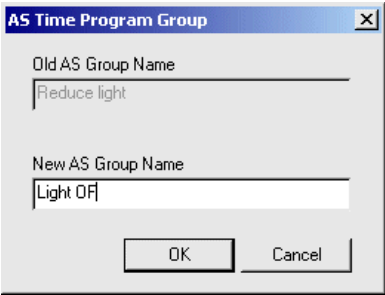 AS Time Program Group
Old AS Group Name
Reduce light
New AS Group Name
Light OF
OK Cancel